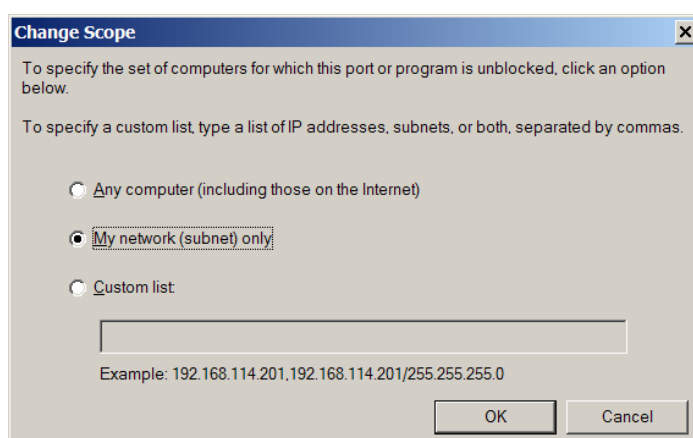 Change Scope
To specify the set of computers for which this port or program is unblocked, click an option
below.
To specify a custom list, type a list of IP addresses, subnets, or both, separated by commas.
Any computer (including those on the Internet)
My network (subnet) only
Custom list:
Example: 192.168.114.201,192.168.114.201/255.255.255.0
OK Cancel